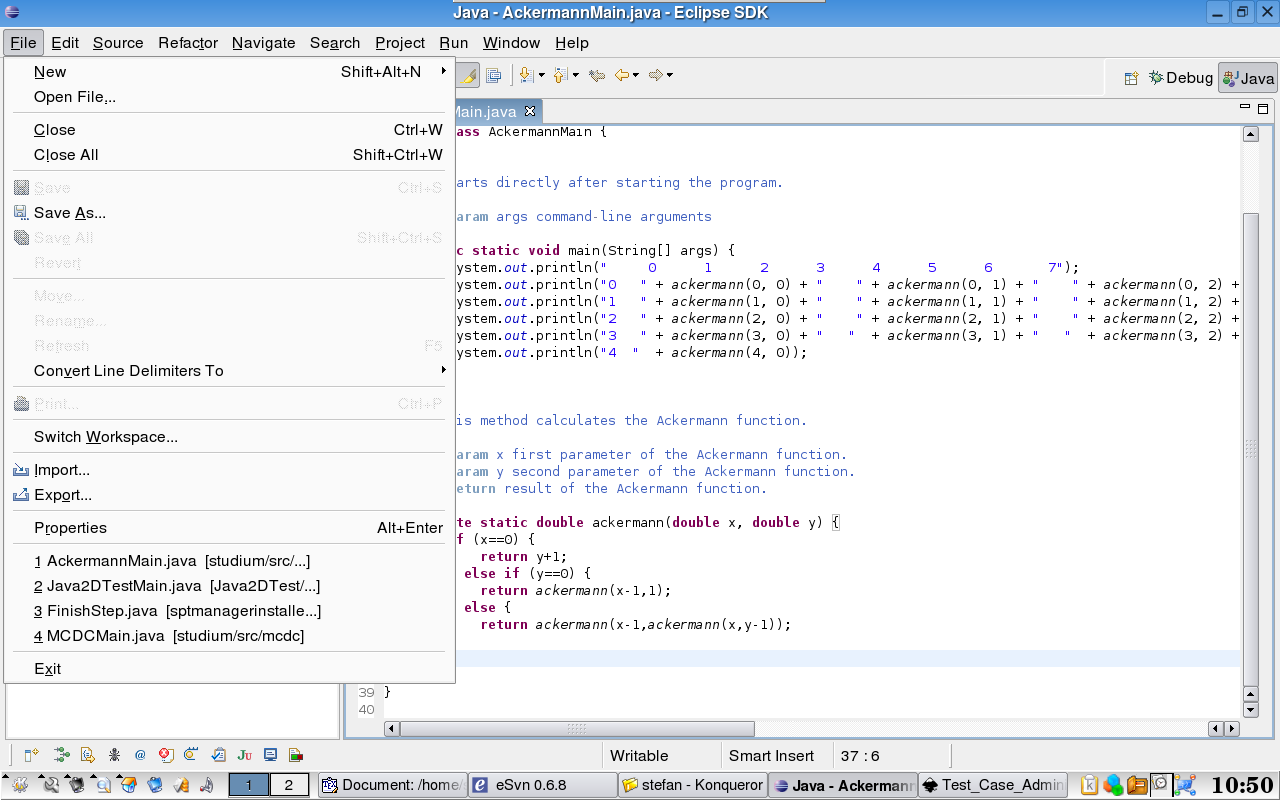 Java - AckermannMain.java - Eclipse SDK
File Edit Source Refactor Navigate Search Project Run Window Help
New Shift+Alt+N
Open File...
Close Ctrl+W
Close All Shift+Ctrl+W
Save Ctrl+S
Save As...
Save All Shift+Ctrl+S
Revert
Move...
Rename...
Refresh F5
Convert Line Delimiters To
Print... Ctrl+P
Switch Workspace...
Import...
Export...
Properties Alt+Enter
1 AckermannMain.java [studium/src/...]
2 Java2DTestMain.java [Java2DTest/...]
3 FinishStep.java [sptmanagerinstalle...]
4 MCDCMain.java [studium/src/mcdc]
Exit
Debug Java
Main.java
ass AckermannMain {
arts directly after starting the program.
aram args command-line arguments
c static void main(String[] args) {
ystem.out.println("     0      1      2      3      4      5      6       7");
ystem.out.println("0   " + ackermann(0, 0) + "    " + ackermann(0, 1) + "    " + ackermann(0, 2) +
ystem.out.println("1   " + ackermann(1, 0) + "    " + ackermann(1, 1) + "    " + ackermann(1, 2) +
ystem.out.println("2   " + ackermann(2, 0) + "    " + ackermann(2, 1) + "    " + ackermann(2, 2) +
ystem.out.println("3   " + ackermann(3, 0) + "   " + ackermann(3, 1) + "   " + ackermann(3, 2) +
ystem.out.println("4  "  + ackermann(4, 0));
is method calculates the Ackermann function.
aram x first parameter of the Ackermann function.
aram y second parameter of the Ackermann function.
eturn result of the Ackermann function.
te static double ackermann(double x, double y) {
f (x==0) {
return y+1;
else if (y==0) {
return ackermann(x-1,1);
else {
return ackermann(x-1,ackermann(x,y-1));
39 }
40
Writable Smart Insert 37 : 6
1 2 Document: /home/ eSvn 0.6.8 stefan - Konqueror Java - Ackermann Test_Case_Admin 10:50